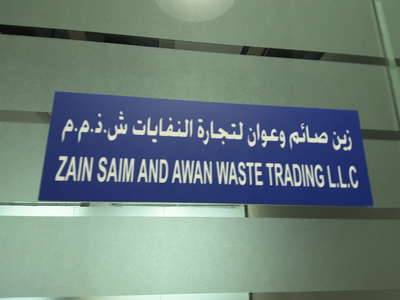 زين صائم وعوان لتجارة النفايات ش.ذ.م.م
ZAIN SAIM AND AWAN WASTE TRADING L.L.C